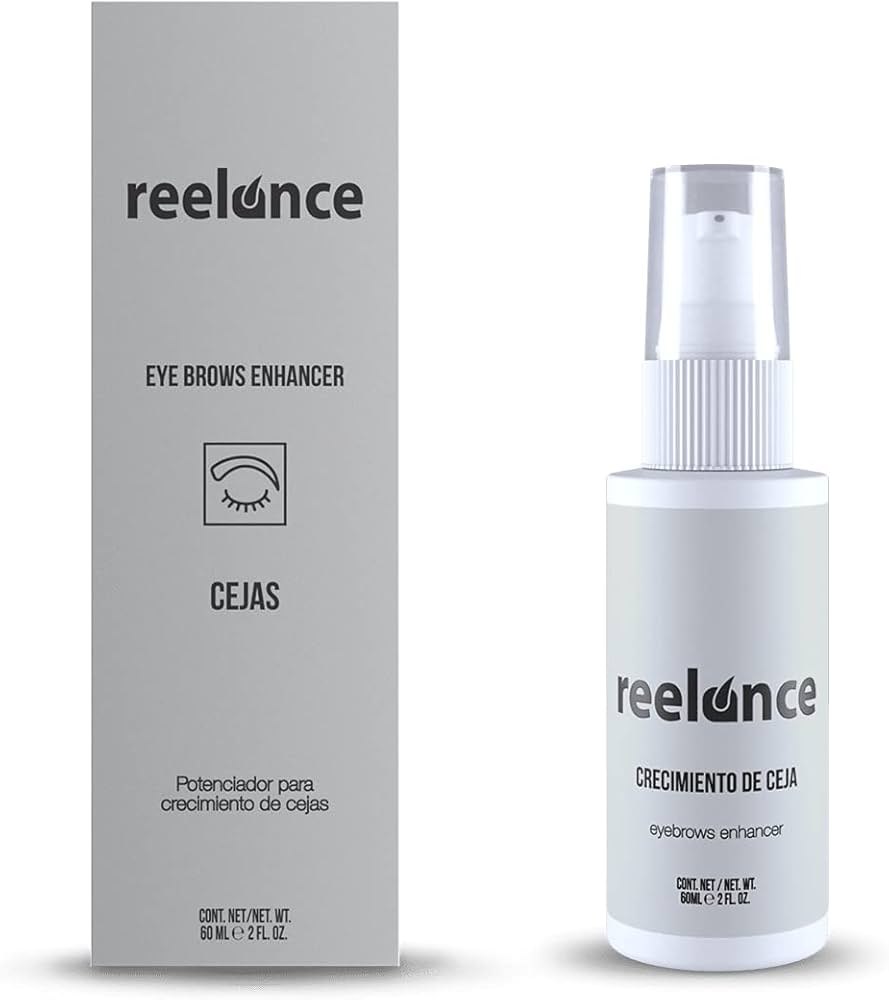 reelance
EYE BROWS ENHANCER
CEJAS
Potenciador para
crecimiento de cejas
CONT. NET/NET. WT.
60 ML ℮ 2 FL. OZ.
reelance
CRECIMIENTO DE CEJA
eyebrows enhancer
CONT. NET / NET. WT.
60ML ℮ 2 FL. OZ.